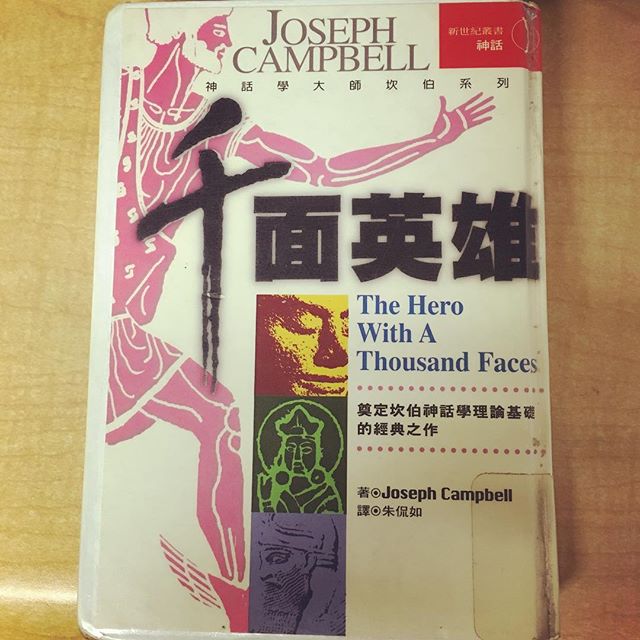 JOSEPH
CAMPBELL
新世紀叢書
神話
神話學大師坎伯系列
千面英雄
The Hero
With A
Thousand Faces
奠定坎伯神話學理論基礎
的經典之作
著◉Joseph Campbell
譯◉朱侃如